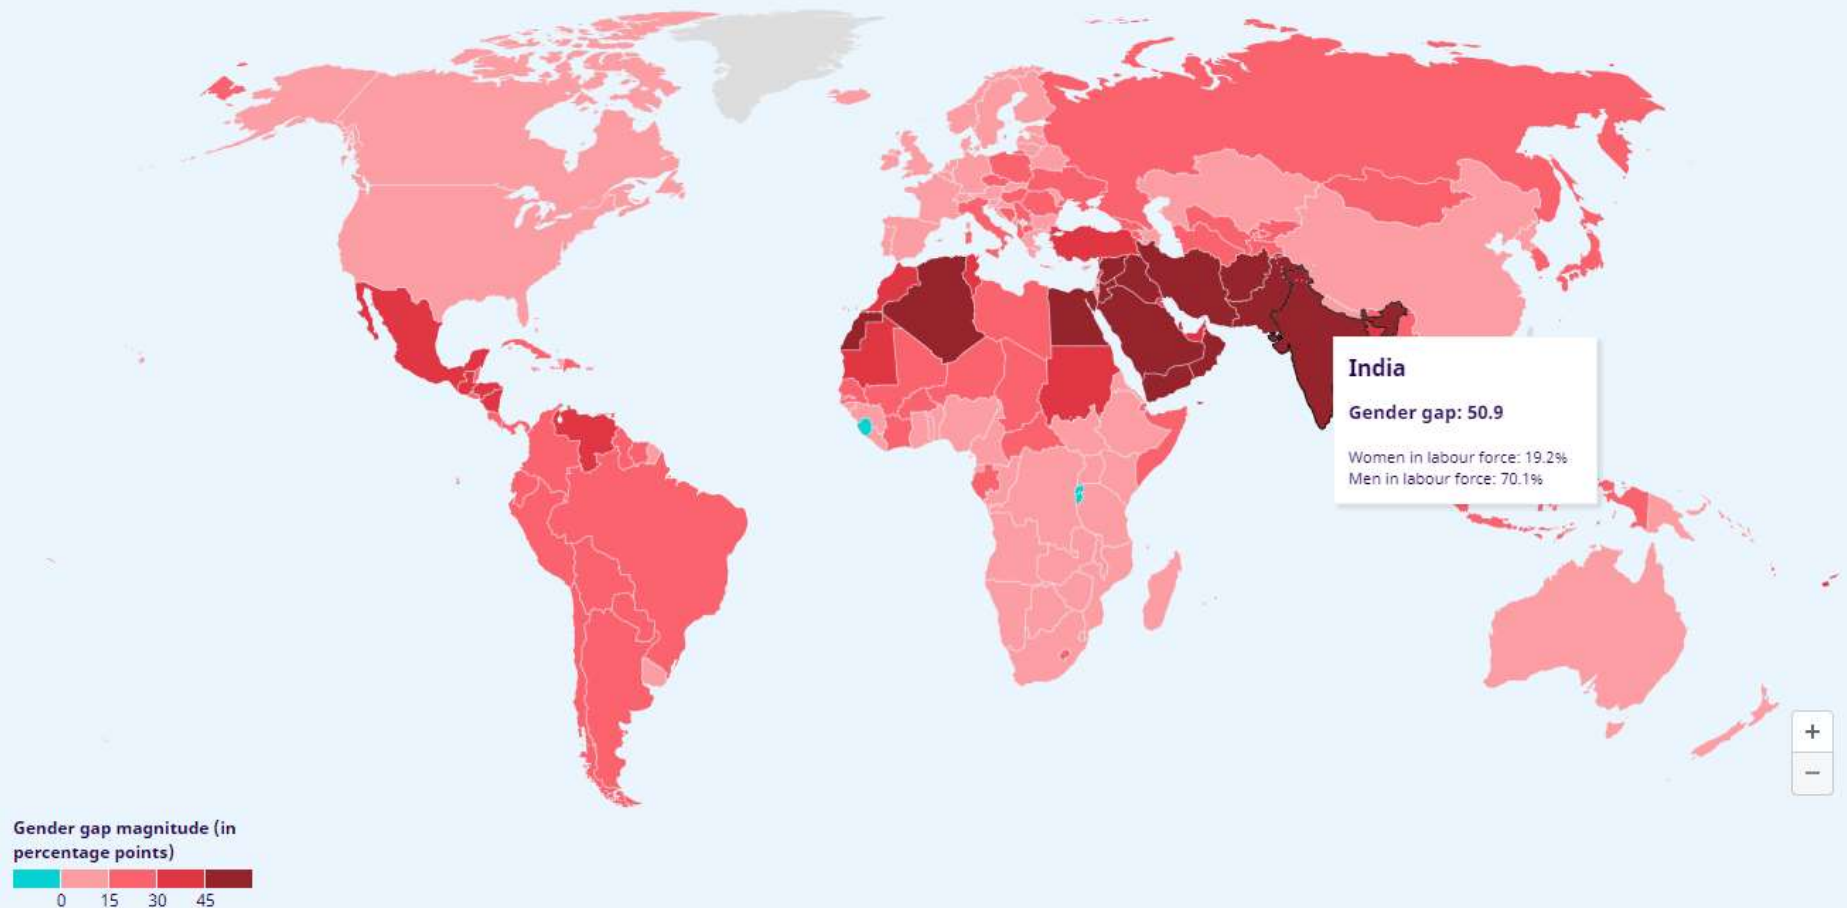 India
Gender gap: 50.9
Women in labour force: 19.2%
Men in labour force: 70.1%
+
−
Gender gap magnitude (in
percentage points)
0 15 30 45